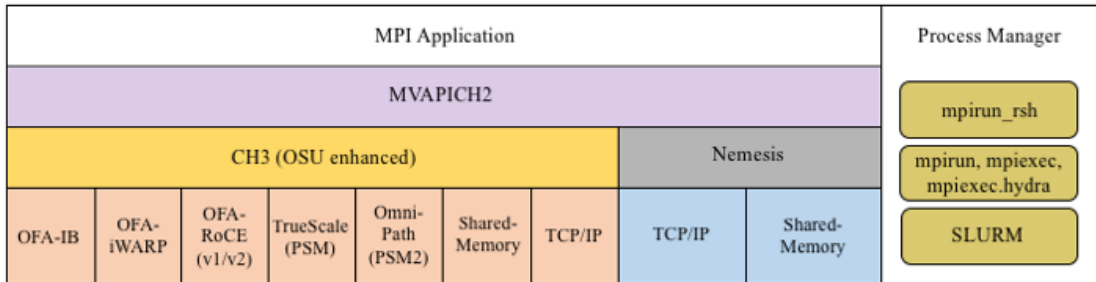 MPI Application
MVAPICH2
CH3 (OSU enhanced)
Nemesis
OFA-IB
OFA-
iWARP
OFA-
RoCE
(v1/v2)
TrueScale
(PSM)
Omni-
Path
(PSM2)
Shared-
Memory
TCP/IP
TCP/IP
Shared-
Memory
Process Manager
mpirun_rsh
mpirun, mpiexec,
mpiexec.hydra
SLURM